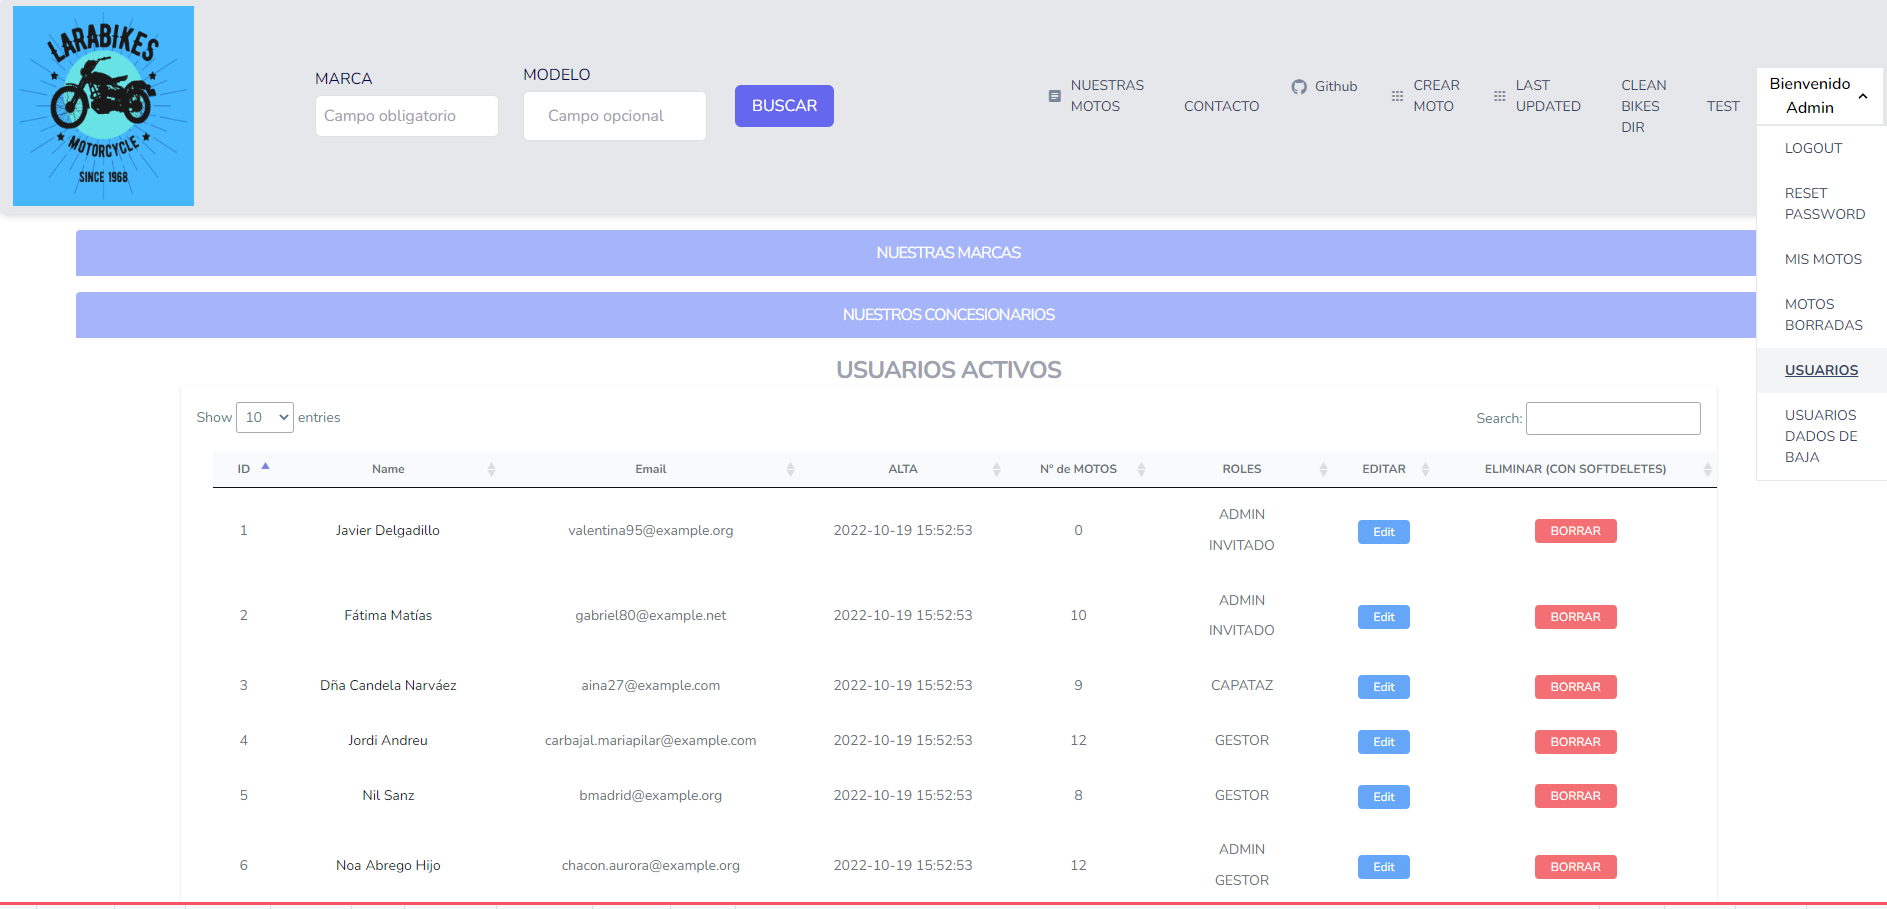 LARABIKES
MOTORCYCLE
SINCE 1968
MARCA
Campo obligatorio
MODELO
Campo opcional
BUSCAR
NUESTRAS
MOTOS
CONTACTO
Github
CREAR
MOTO
LAST
UPDATED
CLEAN
BIKES
DIR
TEST
Bienvenido
Admin
LOGOUT
RESET
PASSWORD
MIS MOTOS
MOTOS
BORRADAS
USUARIOS
USUARIOS
DADOS DE
BAJA
NUESTRAS MARCAS
NUESTROS CONCESIONARIOS
USUARIOS ACTIVOS
Show 10 entries
Search:
ID Name Email ALTA Nº de MOTOS ROLES EDITAR ELIMINAR (CON SOFTDELETES)
1 Javier Delgadillo valentina95@example.org 2022-10-19 15:52:53 0 ADMIN INVITADO Edit BORRAR
2 Fátima Matías gabriel80@example.net 2022-10-19 15:52:53 10 ADMIN INVITADO Edit BORRAR
3 Dña Candela Narváez aina27@example.com 2022-10-19 15:52:53 9 CAPATAZ Edit BORRAR
4 Jordi Andreu carbajal.mariapilar@example.com 2022-10-19 15:52:53 12 GESTOR Edit BORRAR
5 Nil Sanz bmadrid@example.org 2022-10-19 15:52:53 8 GESTOR Edit BORRAR
6 Noa Abrego Hijo chacon.aurora@example.org 2022-10-19 15:52:53 12 ADMIN GESTOR Edit BORRAR